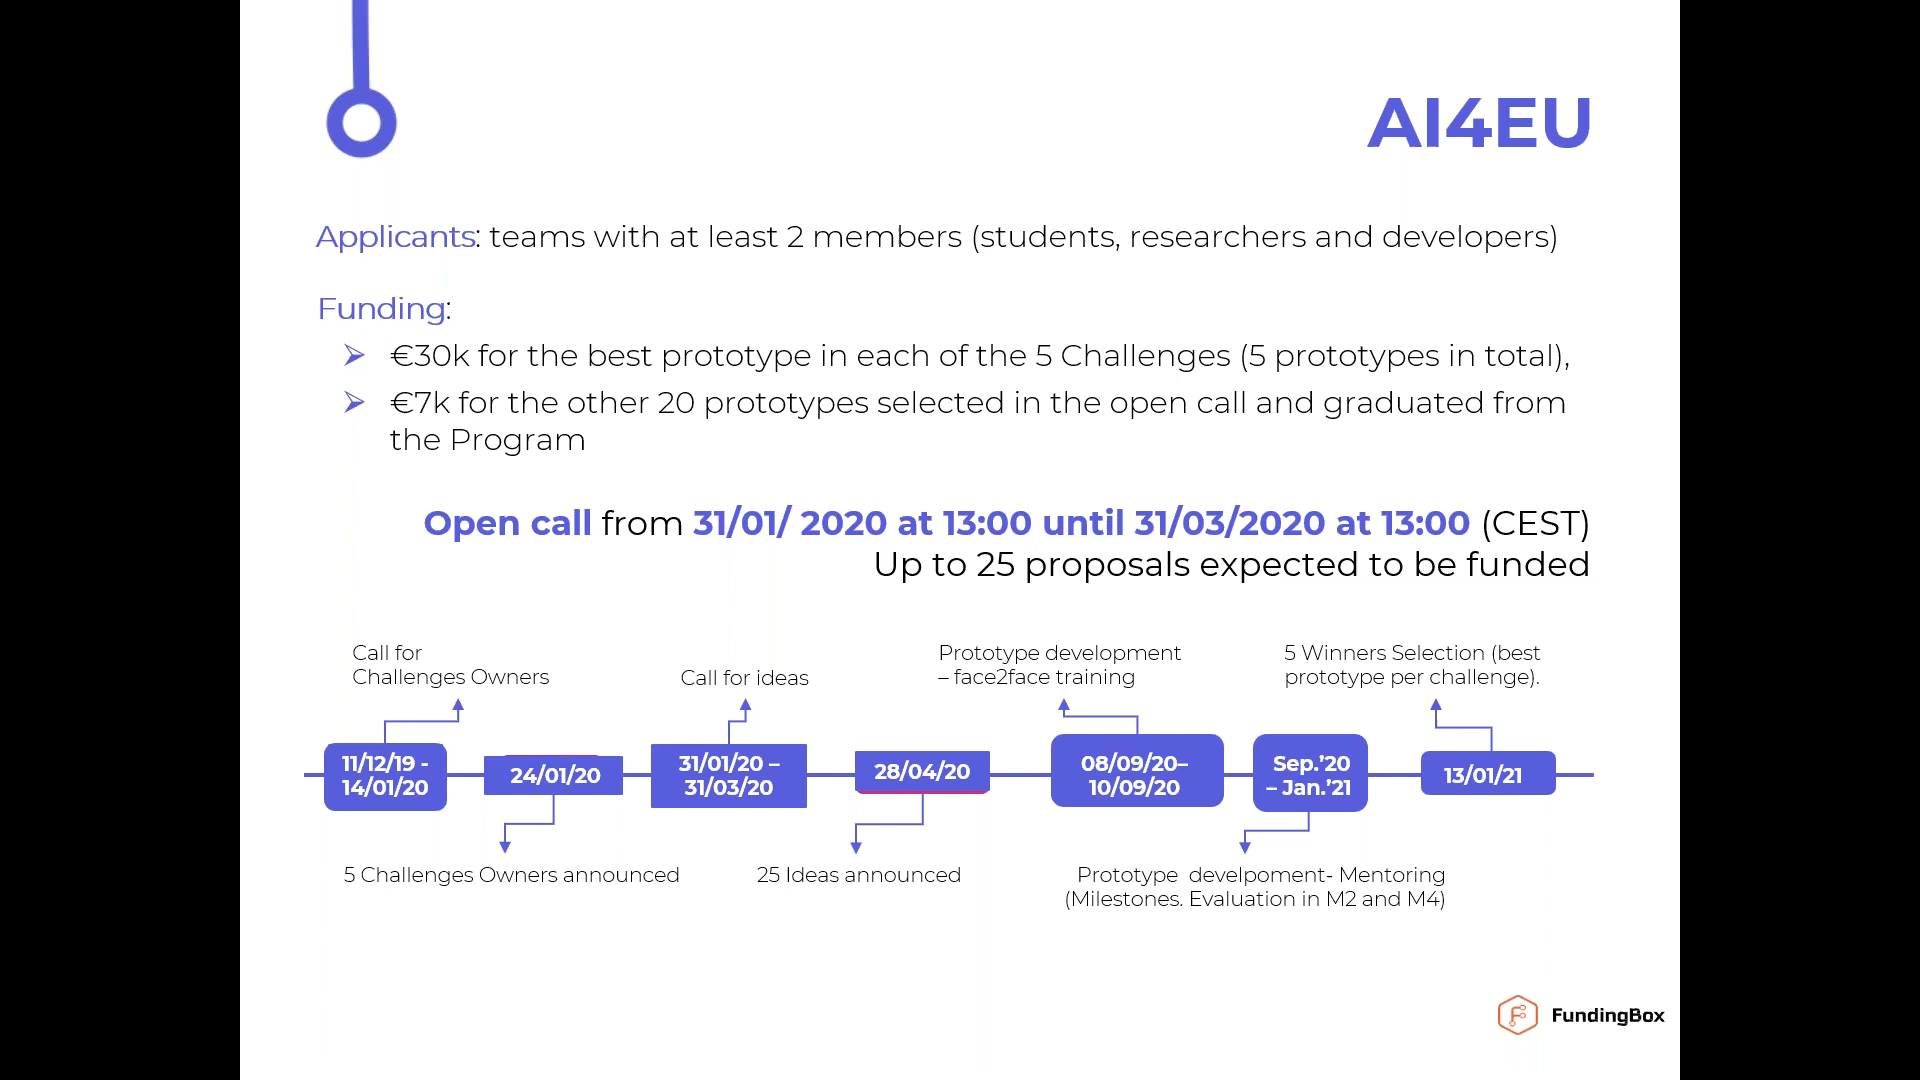 AI4EU
Applicants: teams with at least 2 members (students, researchers and developers)
Funding:
€30k for the best prototype in each of the 5 Challenges (5 prototypes in total),
€7k for the other 20 prototypes selected in the open call and graduated from
the Program
Open call from 31/01/ 2020 at 13:00 until 31/03/2020 at 13:00 (CEST)
Up to 25 proposals expected to be funded
Call for
Challenges Owners
Call for ideas
Prototype development
– face2face training
5 Winners Selection (best
prototype per challenge).
11/12/19 -
14/01/20
24/01/20
31/01/20 –
31/03/20
28/04/20
08/09/20–
10/09/20
Sep.’20
– Jan.’21
13/01/21
5 Challenges Owners announced
25 Ideas announced
Prototype develpoment- Mentoring
(Milestones. Evaluation in M2 and M4)
FundingBox